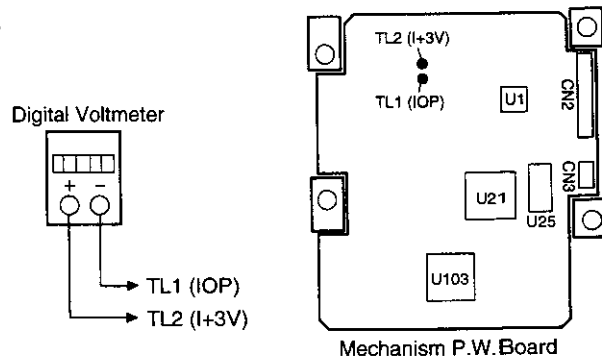 Digital Voltmeter
+ −
TL1 (IOP)
TL2 (I+3V)
TL2 (I+3V)
TL1 (IOP)
U1
CN2
CN3
U21
U25
U103
Mechanism P.W.Board